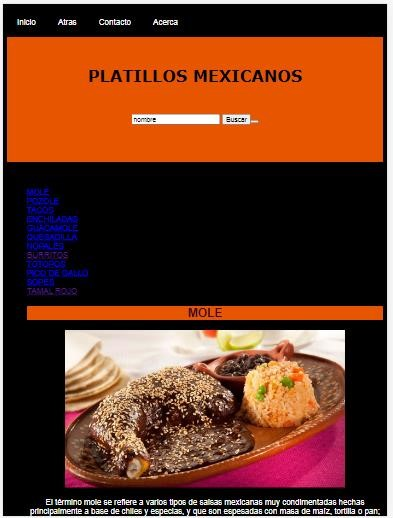 Inicio Atras Contacto Acerca
PLATILLOS MEXICANOS
hombre Buscar
MOLE
POZOLE
TACOS
ENCHILADAS
GUACAMOLE
QUESADILLA
NOPALES
BURRITOS
TOTOPOS
PICO DE GALLO
SOPES
TAMAL ROJO
MOLE
El término mole se refiere a varios tipos de salsas mexicanas muy condimentadas hechas
principalmente a base de chiles y especias, y que son espesadas con masa de maíz, tortilla o pan;